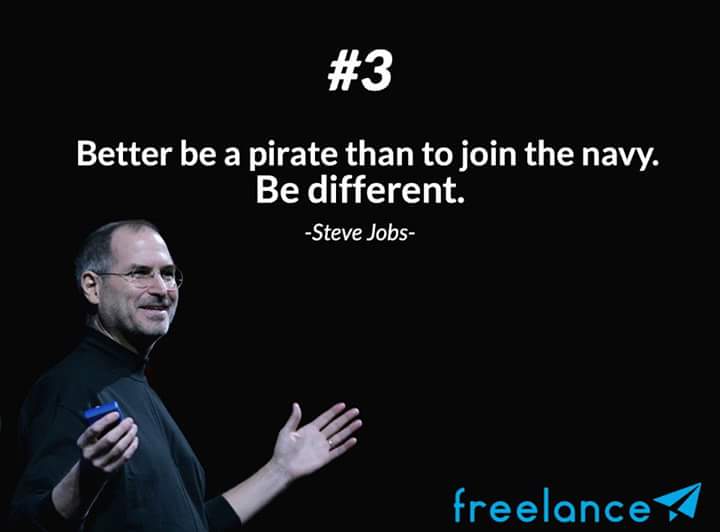 #3
Better be a pirate than to join the navy.
Be different.
-Steve Jobs-
freelance